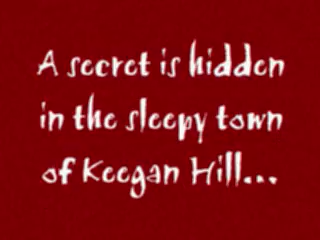 A secret is hidden
in the sleepy town
of Keegan Hill...